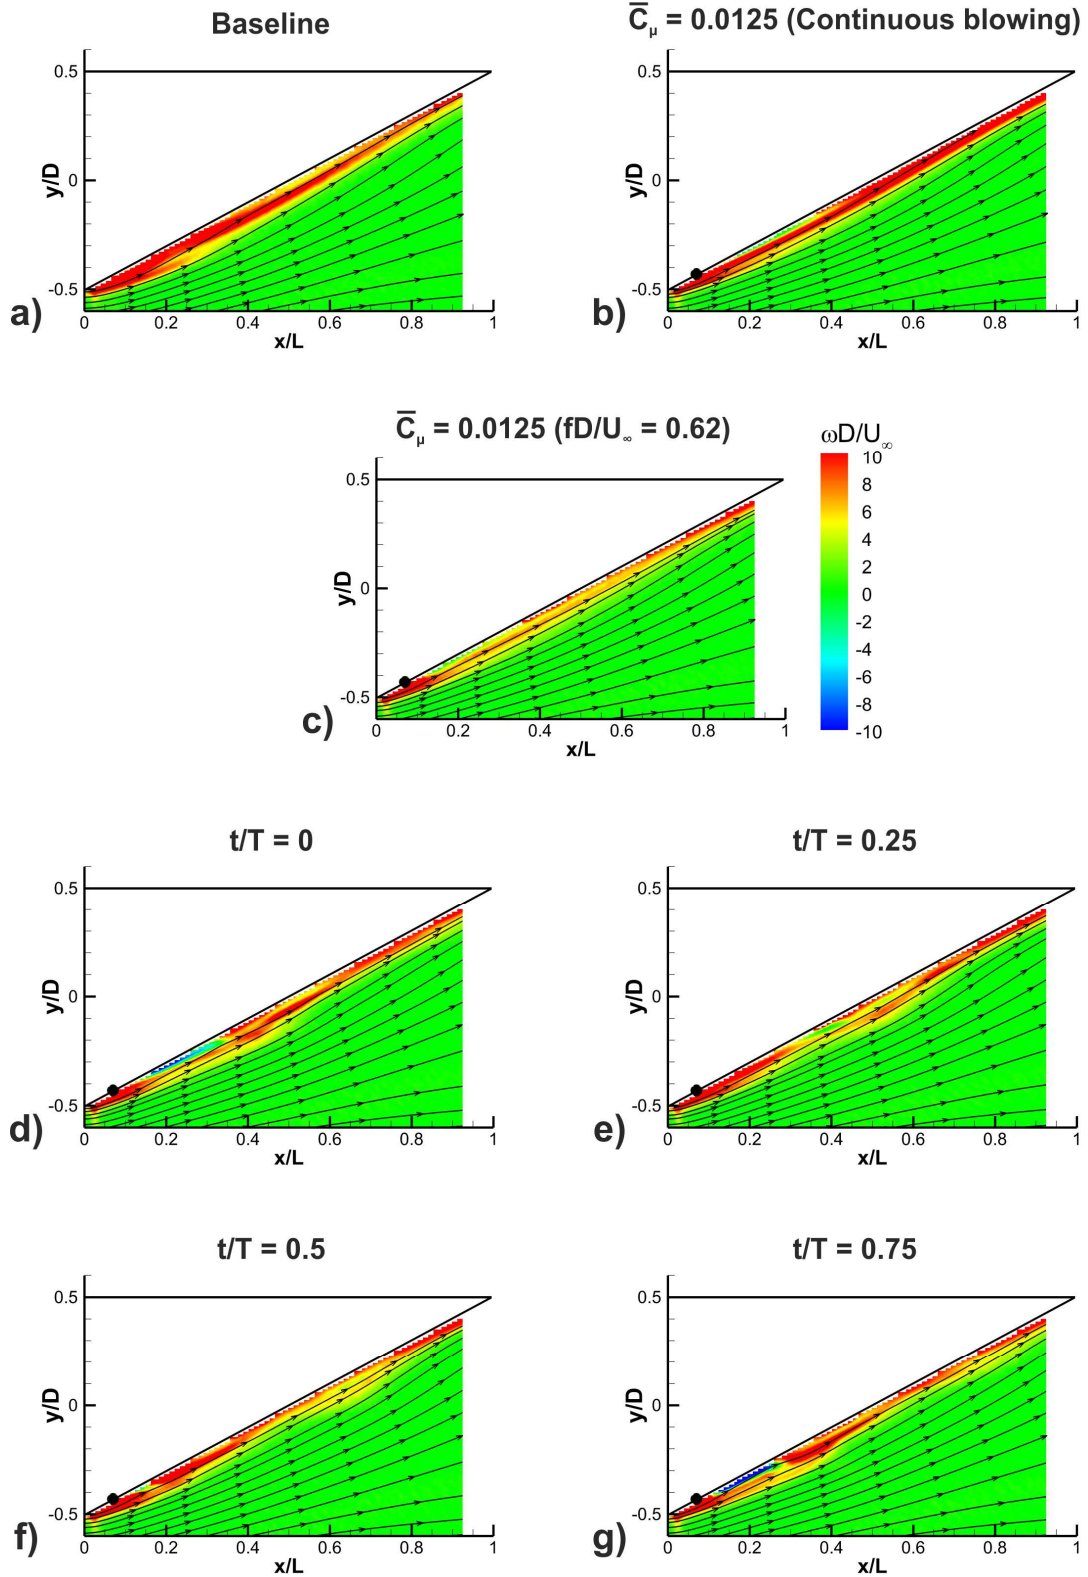 Baseline
C̅μ = 0.0125 (Continuous blowing)
0.5
0
-0.5
y/D
0 0.2 0.4 0.6 0.8 1
x/L
a)
0.5
0
-0.5
y/D
0 0.2 0.4 0.6 0.8 1
x/L
b)
C̅μ = 0.0125 (fD/U∞ = 0.62)
0.5
0
-0.5
y/D
0 0.2 0.4 0.6 0.8 1
x/L
c)
ωD/U∞
10
8
6
4
2
0
-2
-4
-6
-8
-10
t/T = 0
0.5
0
-0.5
y/D
0 0.2 0.4 0.6 0.8 1
x/L
d)
t/T = 0.25
0.5
0
-0.5
y/D
0 0.2 0.4 0.6 0.8 1
x/L
e)
t/T = 0.5
0.5
0
-0.5
y/D
0 0.2 0.4 0.6 0.8 1
x/L
f)
t/T = 0.75
0.5
0
-0.5
y/D
0 0.2 0.4 0.6 0.8 1
x/L
g)